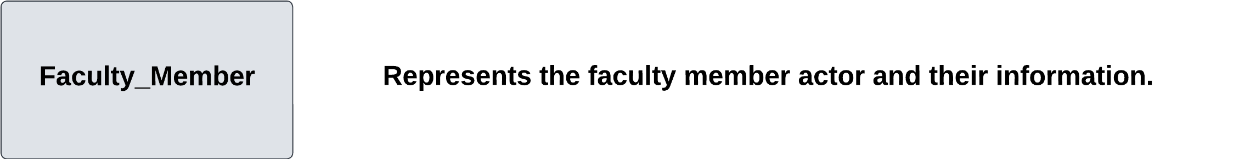 Faculty_Member
Represents the faculty member actor and their information.